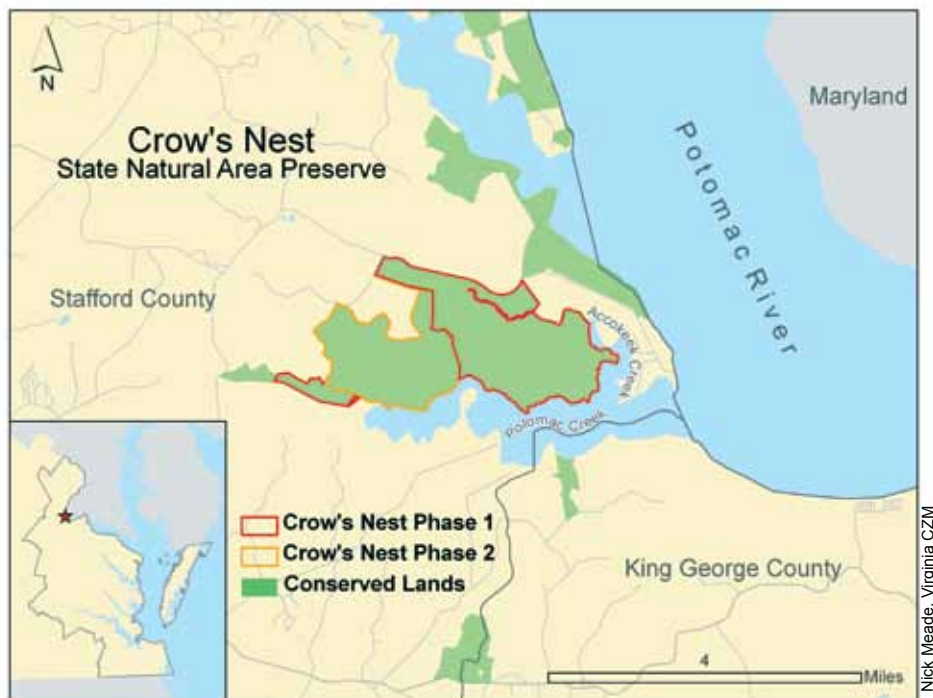 N
Crow's Nest
State Natural Area Preserve
Maryland
Potomac River
Stafford County
Accokeek Creek
Potomac Creek
Crow's Nest Phase 1
Crow's Nest Phase 2
Conserved Lands
King George County
4
Miles
Nick Meade, Virginia CZM